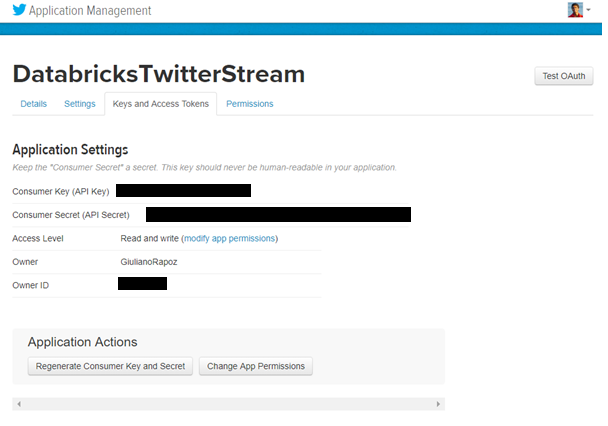 Application Management
DatabricksTwitterStream
Test OAuth
Details Settings Keys and Access Tokens Permissions
Application Settings
Keep the "Consumer Secret" a secret. This key should never be human-readable in your application.
Consumer Key (API Key)
Consumer Secret (API Secret)
Access Level Read and write (modify app permissions)
Owner GiulianoRapoz
Owner ID
Application Actions
Regenerate Consumer Key and Secret Change App Permissions